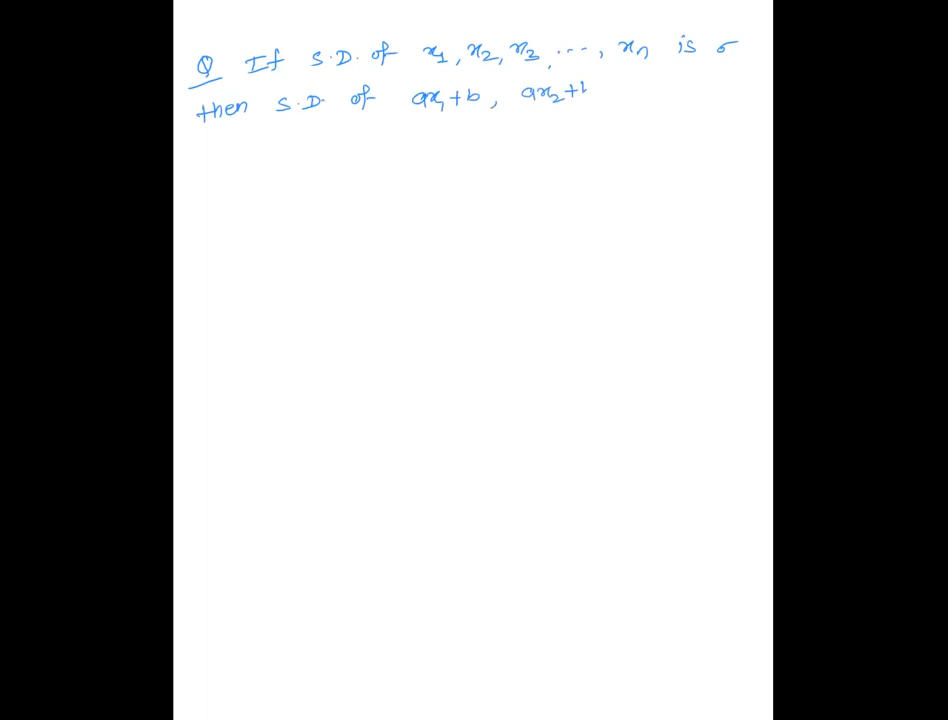 Q If S.D. of x₁, x₂, x₃, ..., xₙ is σ
then S.D. of ax₁+b, ax₂+